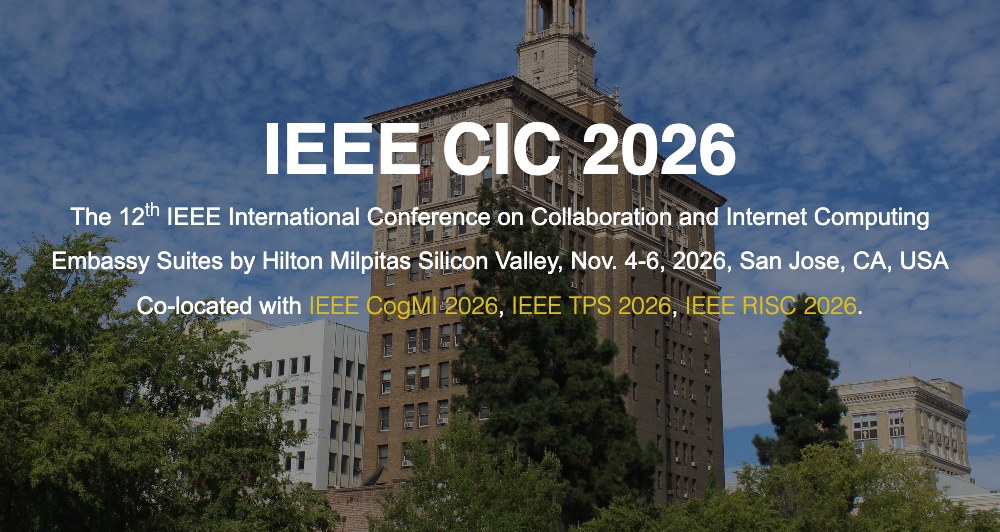 IEEE CIC 2026
The 12th IEEE International Conference on Collaboration and Internet Computing
Embassy Suites by Hilton Milpitas Silicon Valley, Nov. 4-6, 2026, San Jose, CA, USA
Co-located with IEEE CogMI 2026, IEEE TPS 2026, IEEE RISC 2026.